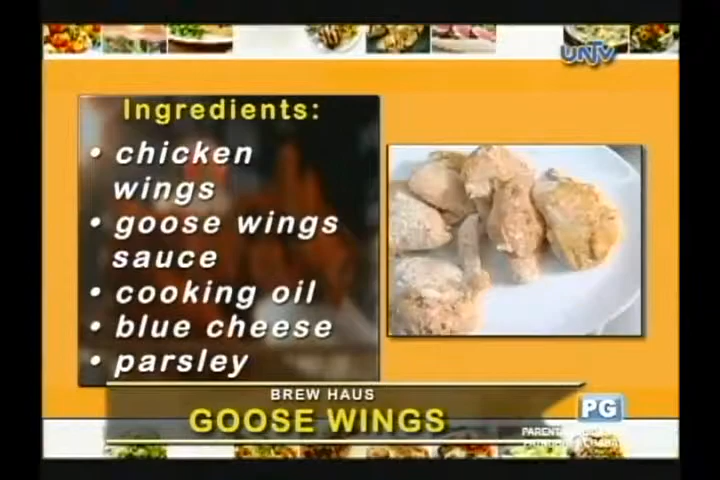 UNTV
Ingredients:
• chicken
wings
• goose wings
sauce
• cooking oil
• blue cheese
• parsley
BREW HAUS
GOOSE WINGS
PG